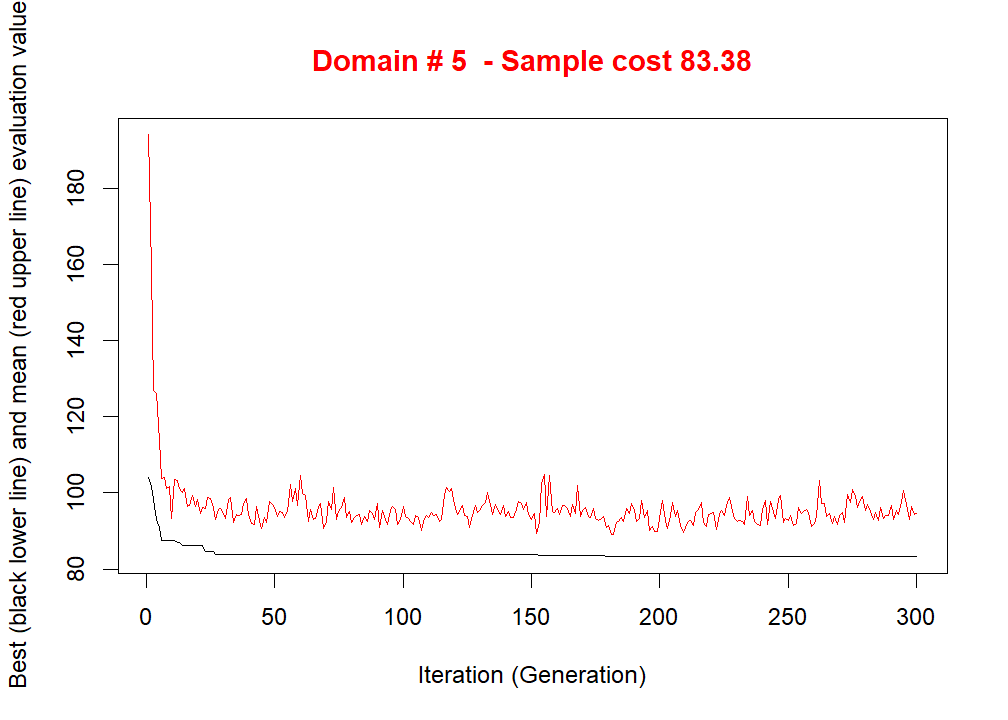 Domain # 5  - Sample cost 83.38
Best (black lower line) and mean (red upper line) evaluation value
180
160
140
120
100
80
0 50 100 150 200 250 300
Iteration (Generation)